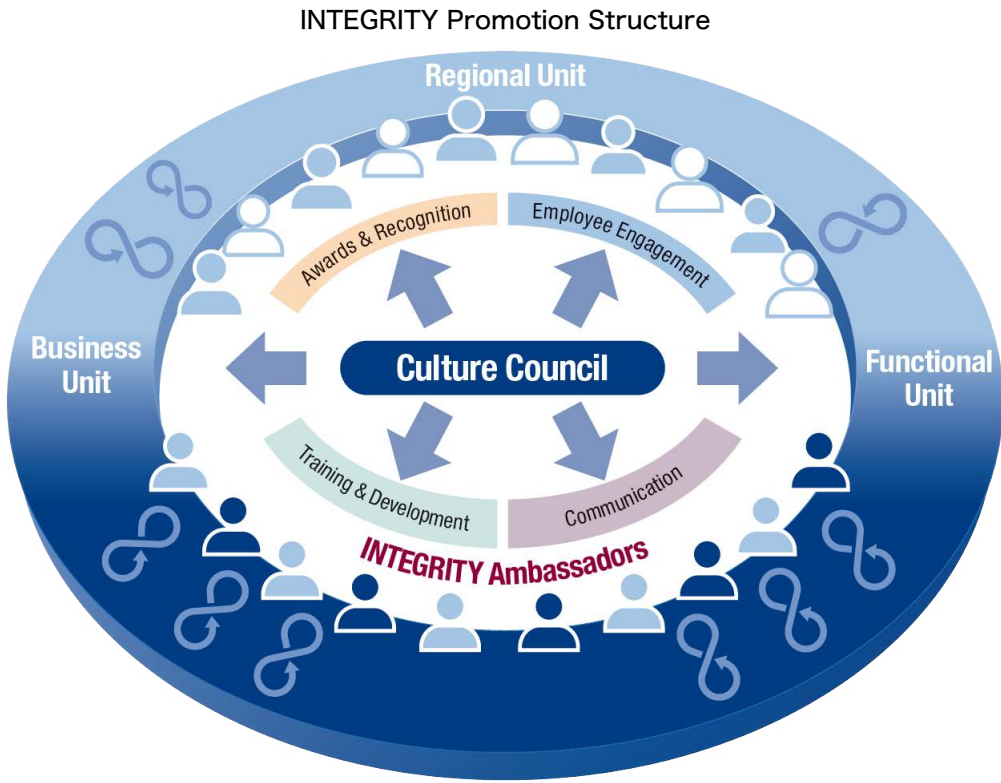 INTEGRITY Promotion Structure
Regional Unit
Awards & Recognition
Employee Engagement
Business
Unit
Culture Council
Functional
Unit
Training & Development
Communication
INTEGRITY Ambassadors